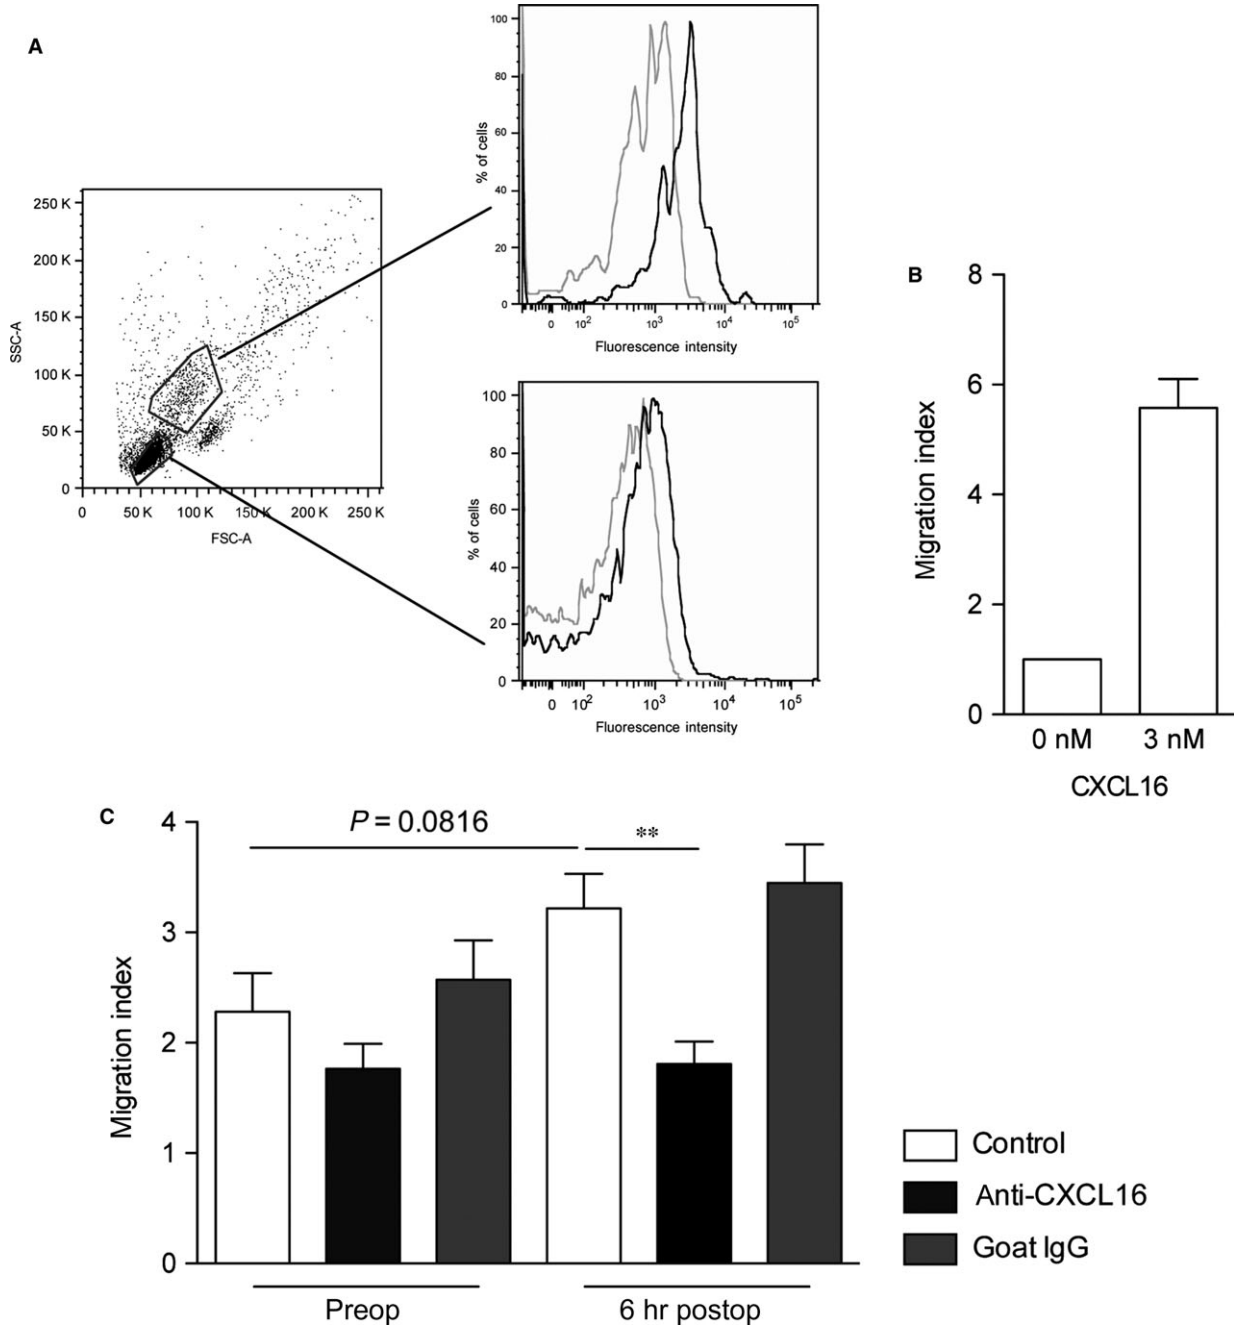 A
100
80
60
40
20
0
% of cells
0 10² 10³ 10⁴ 10⁵
Fluorescence intensity
250 K
200 K
150 K
100 K
50 K
0
SSC-A
0 50 K 100 K 150 K 200 K 250 K
FSC-A
100
80
60
40
20
0
% of cells
0 10² 10³ 10⁴ 10⁵
Fluorescence intensity
B
8
6
4
2
0
Migration index
0 nM 3 nM
CXCL16
C
4
3
2
1
0
Migration index
P = 0.0816
**
Preop 6 hr postop
Control
Anti-CXCL16
Goat IgG